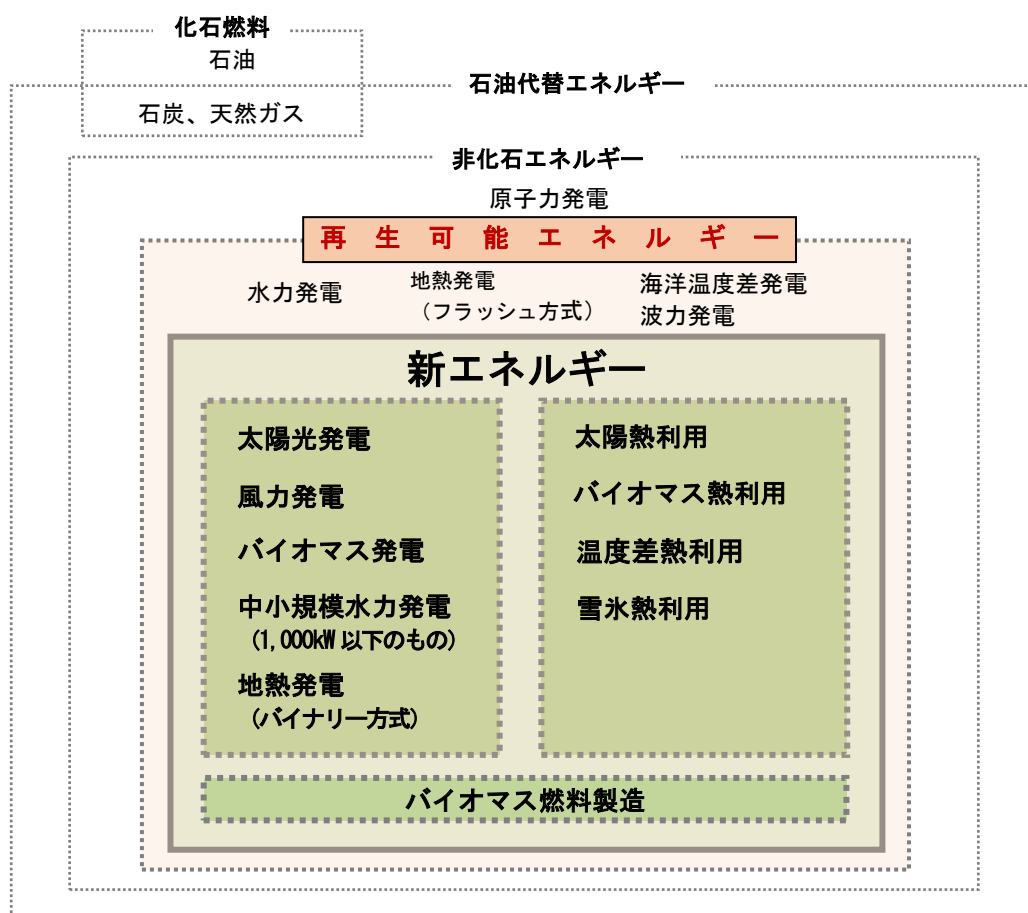 化石燃料
石油
石油代替エネルギー
石炭、天然ガス
非化石エネルギー
原子力発電
再生可能エネルギー
水力発電
地熱発電
（フラッシュ方式）
海洋温度差発電
波力発電
新エネルギー
太陽光発電
風力発電
バイオマス発電
中小規模水力発電
（1,000kW 以下のもの）
地熱発電
（バイナリー方式）
太陽熱利用
バイオマス熱利用
温度差熱利用
雪氷熱利用
バイオマス燃料製造